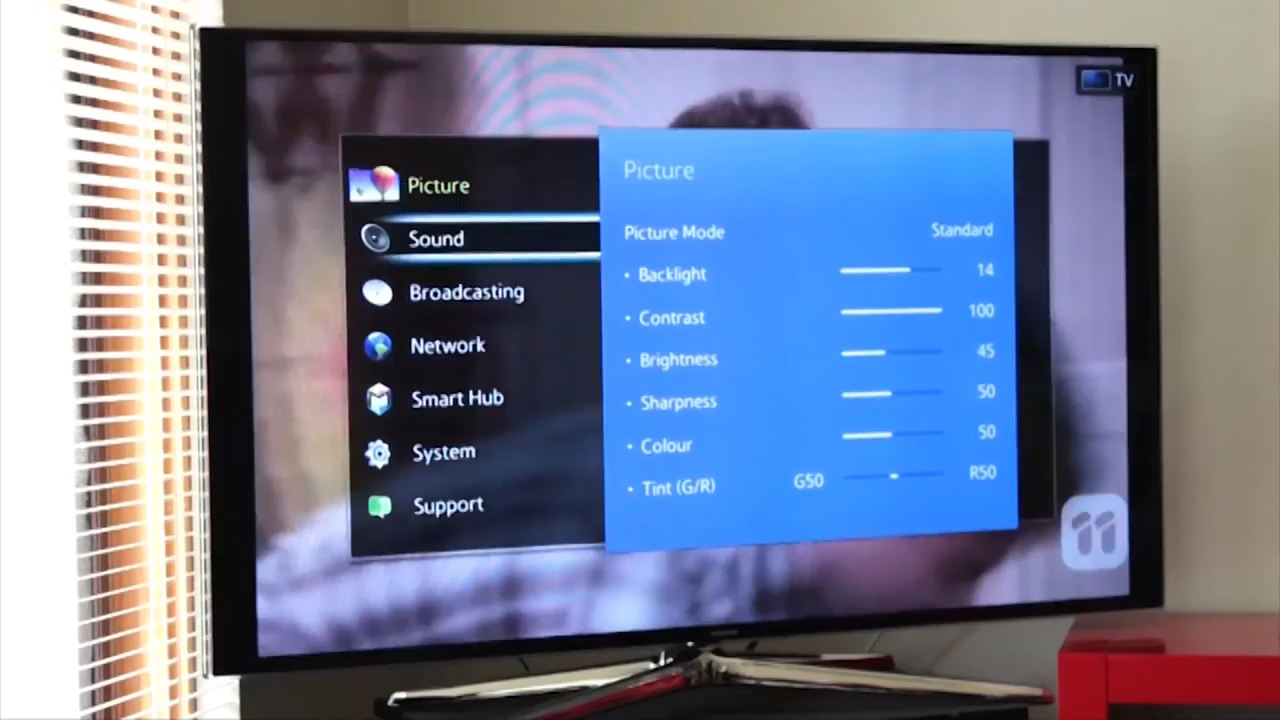 TV
Picture
Sound
Broadcasting
Network
Smart Hub
System
Support
Picture
Picture Mode Standard
• Backlight 14
• Contrast 100
• Brightness 45
• Sharpness 50
• Colour 50
• Tint (G/R) G50 R50
11